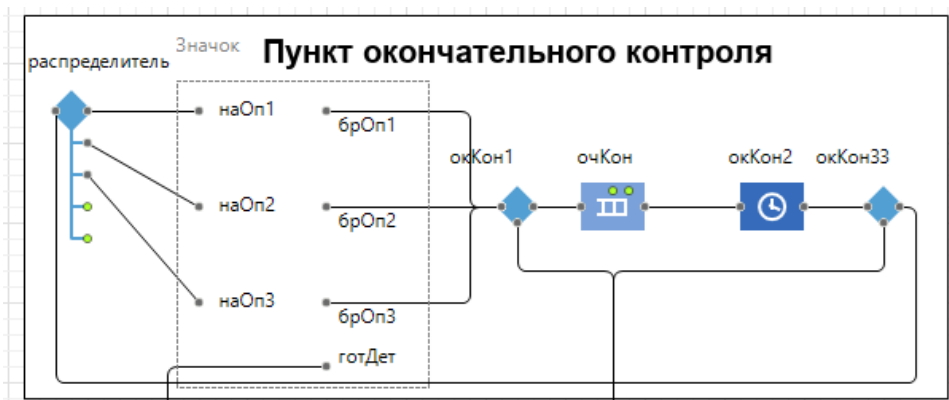 Значок
Пункт окончательного контроля
распределитель
наОп1
брОп1
окКон1
очКон
окКон2
окКон33
наОп2
брОп2
наОп3
брОп3
готДет